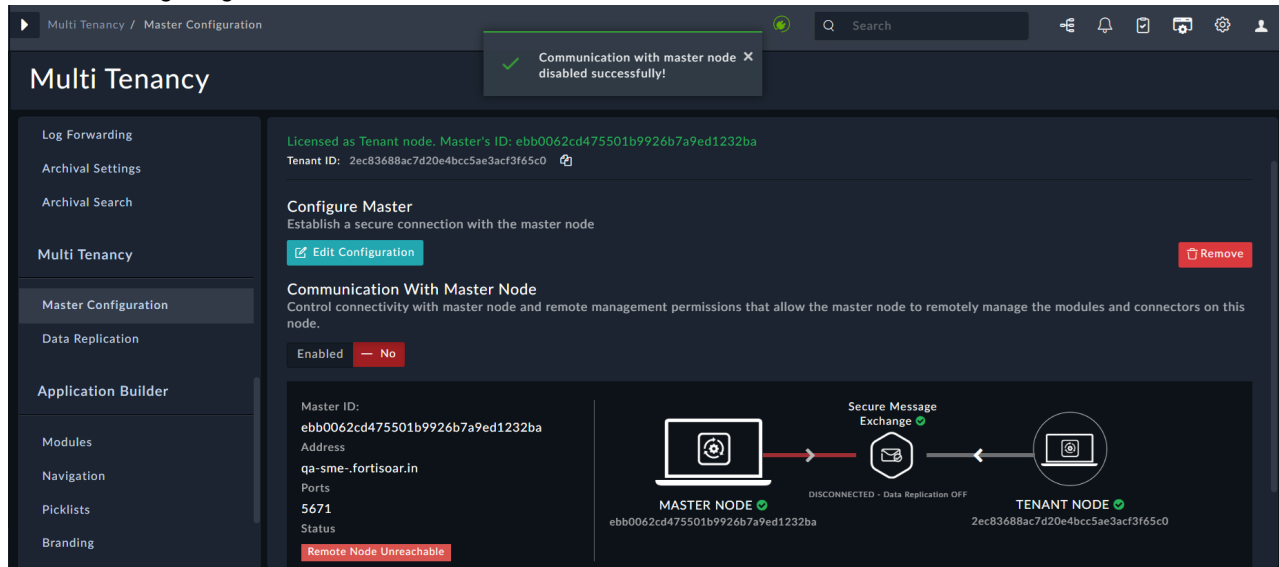 Multi Tenancy / Master Configuration
Search
Communication with master node
disabled successfully!
Multi Tenancy
Log Forwarding
Archival Settings
Archival Search
Multi Tenancy
Master Configuration
Data Replication
Application Builder
Modules
Navigation
Picklists
Branding
Licensed as Tenant node. Master's ID: ebb0062cd475501b9926b7a9ed1232ba
Tenant ID: 2ec83688ac7d20e4bcc5ae3acf3f65c0
Configure Master
Establish a secure connection with the master node
Edit Configuration
Remove
Communication With Master Node
Control connectivity with master node and remote management permissions that allow the master node to remotely manage the modules and connectors on this
node.
Enabled — No
Master ID:
ebb0062cd475501b9926b7a9ed1232ba
Address
qa-sme-.fortisoar.in
Ports
5671
Status
Remote Node Unreachable
Secure Message
Exchange
DISCONNECTED - Data Replication OFF
MASTER NODE
ebb0062cd475501b9926b7a9ed1232ba
TENANT NODE
2ec83688ac7d20e4bcc5ae3acf3f65c0